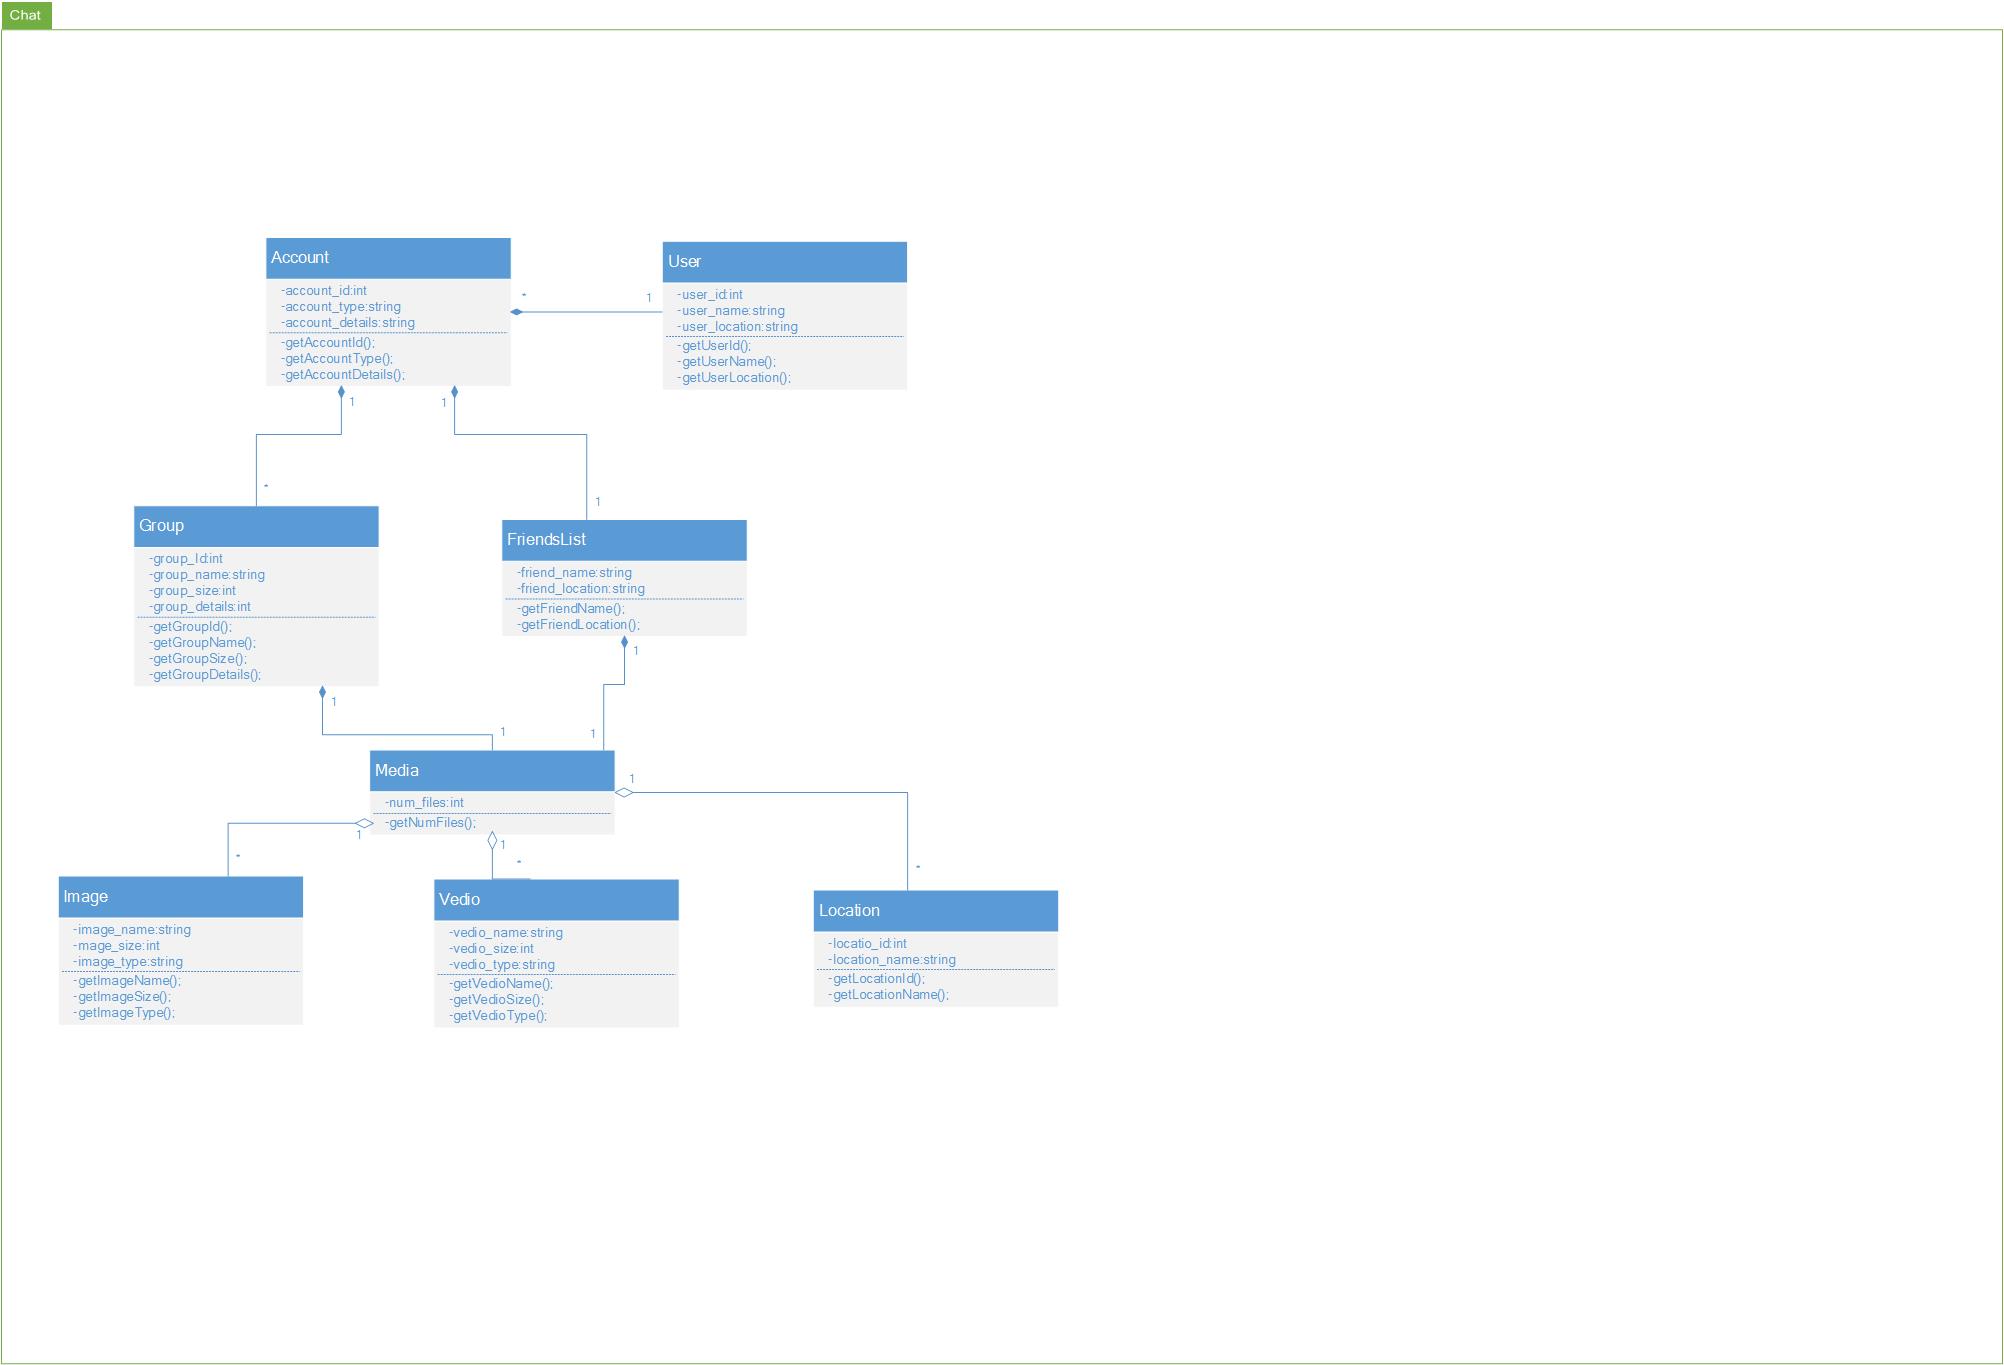 Chat
Account
-account_id:int
-account_type:string
-account_details:string
-getAccountId();
-getAccountType();
-getAccountDetails();
*
1
User
-user_id:int
-user_name:string
-user_location:string
-getUserId();
-getUserName();
-getUserLocation();
1
1
*
1
Group
-group_Id:int
-group_name:string
-group_size:int
-group_details:int
-getGroupId();
-getGroupName();
-getGroupSize();
-getGroupDetails();
FriendsList
-friend_name:string
-friend_location:string
-getFriendName();
-getFriendLocation();
1
1
1
1
Media
-num_files:int
-getNumFiles();
1
1
1
*
*
*
Image
-image_name:string
-mage_size:int
-image_type:string
-getImageName();
-getImageSize();
-getImageType();
Vedio
-vedio_name:string
-vedio_size:int
-vedio_type:string
-getVedioName();
-getVedioSize();
-getVedioType();
Location
-locatio_id:int
-location_name:string
-getLocationId();
-getLocationName();